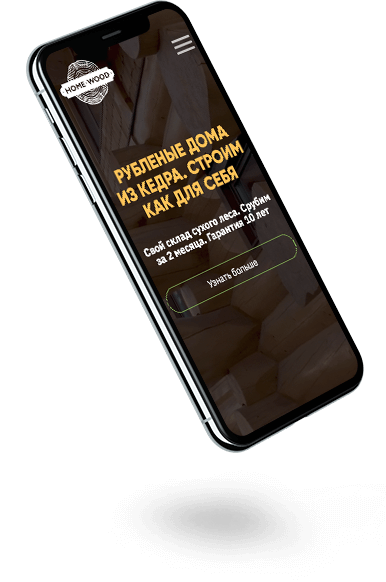 HOME WOOD
РУБЛЕНЫЕ ДОМА
ИЗ КЕДРА. СТРОИМ
КАК ДЛЯ СЕБЯ
Свой склад сухого леса. Срубим
за 2 месяца. Гарантия 10 лет
Узнать больше